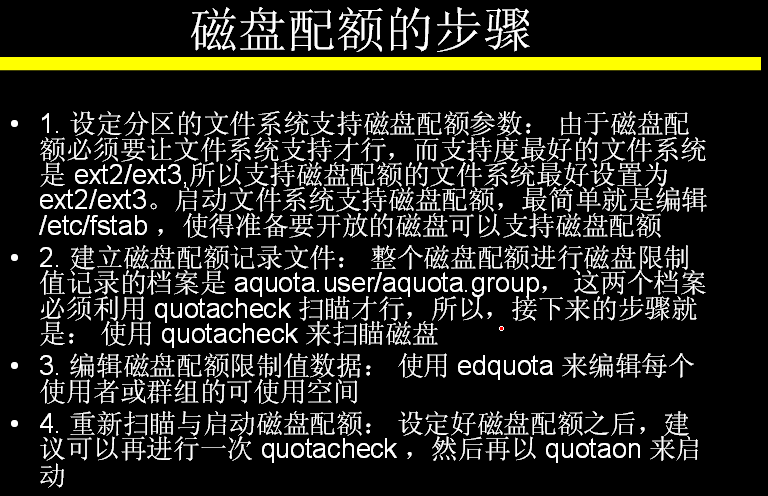 磁盘配额的步骤
• 1. 设定分区的文件系统支持磁盘配额参数： 由于磁盘配
额必须要让文件系统支持才行，而支持度最好的文件系统
是 ext2/ext3,所以支持磁盘配额的文件系统最好设置为
ext2/ext3。启动文件系统支持磁盘配额，最简单就是编辑
/etc/fstab ，使得准备要开放的磁盘可以支持磁盘配额
• 2. 建立磁盘配额记录文件： 整个磁盘配额进行磁盘限制
值记录的档案是 aquota.user/aquota.group， 这两个档案
必须利用 quotacheck 扫瞄才行，所以，接下来的步骤就
是： 使用 quotacheck 来扫瞄磁盘
• 3. 编辑磁盘配额限制值数据： 使用 edquota 来编辑每个
使用者或群组的可使用空间
• 4. 重新扫瞄与启动磁盘配额： 设定好磁盘配额之后，建
议可以再进行一次 quotacheck ，然后再以 quotaon 来启
动